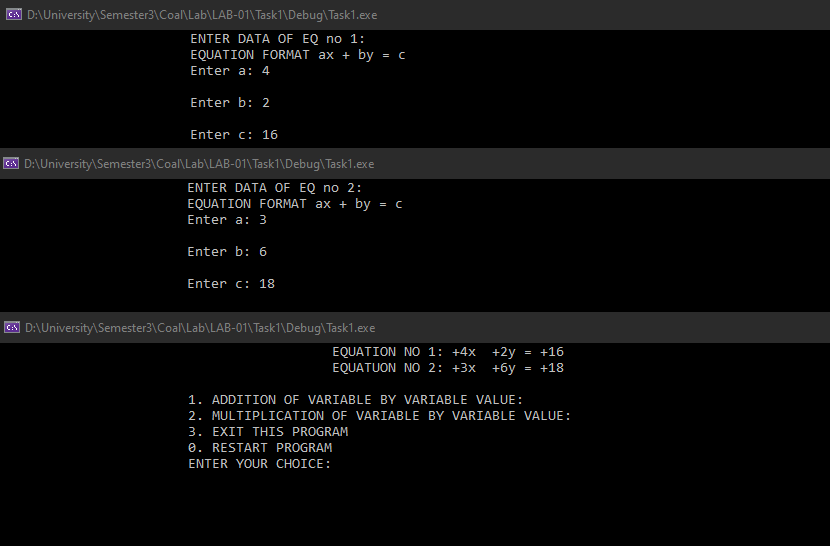 D:\University\Semester3\Coal\Lab\LAB-01\Task1\Debug\Task1.exe
ENTER DATA OF EQ no 1:
EQUATION FORMAT ax + by = c
Enter a: 4
Enter b: 2
Enter c: 16
D:\University\Semester3\Coal\Lab\LAB-01\Task1\Debug\Task1.exe
ENTER DATA OF EQ no 2:
EQUATION FORMAT ax + by = c
Enter a: 3
Enter b: 6
Enter c: 18
D:\University\Semester3\Coal\Lab\LAB-01\Task1\Debug\Task1.exe
EQUATION NO 1: +4x  +2y = +16
EQUATUON NO 2: +3x  +6y = +18
1. ADDITION OF VARIABLE BY VARIABLE VALUE:
2. MULTIPLICATION OF VARIABLE BY VARIABLE VALUE:
3. EXIT THIS PROGRAM
0. RESTART PROGRAM
ENTER YOUR CHOICE: